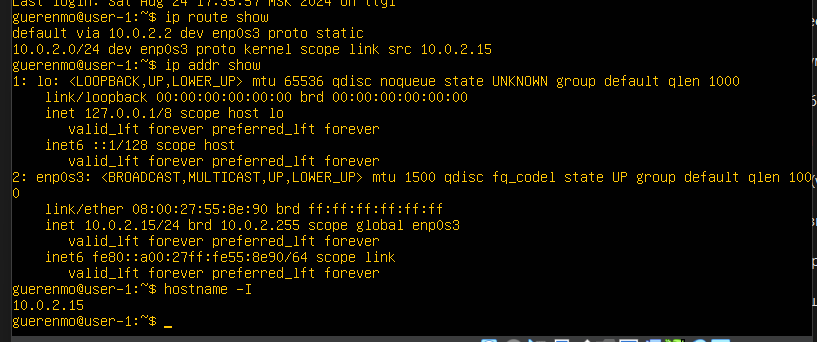 Last login: Sat Aug 24 17:35:57 MSK 2024 on tty1
guerenmo@user-1:~$ ip route show
default via 10.0.2.2 dev enp0s3 proto static
10.0.2.0/24 dev enp0s3 proto kernel scope link src 10.0.2.15
guerenmo@user-1:~$ ip addr show
1: lo: <LOOPBACK,UP,LOWER_UP> mtu 65536 qdisc noqueue state UNKNOWN group default qlen 1000
    link/loopback 00:00:00:00:00:00 brd 00:00:00:00:00:00
    inet 127.0.0.1/8 scope host lo
       valid_lft forever preferred_lft forever
    inet6 ::1/128 scope host
       valid_lft forever preferred_lft forever
2: enp0s3: <BROADCAST,MULTICAST,UP,LOWER_UP> mtu 1500 qdisc fq_codel state UP group default qlen 100
0
    link/ether 08:00:27:55:8e:90 brd ff:ff:ff:ff:ff:ff
    inet 10.0.2.15/24 brd 10.0.2.255 scope global enp0s3
       valid_lft forever preferred_lft forever
    inet6 fe80::a00:27ff:fe55:8e90/64 scope link
       valid_lft forever preferred_lft forever
guerenmo@user-1:~$ hostname -I
10.0.2.15
guerenmo@user-1:~$ _